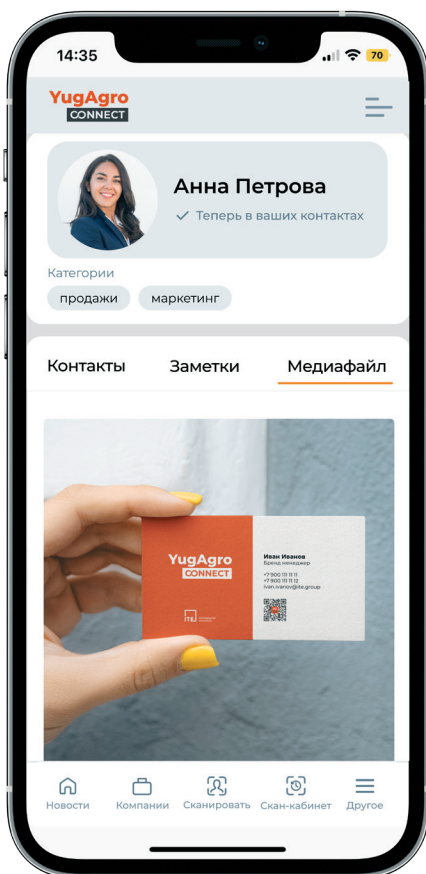 14:35
70
YugAgro
CONNECT
Анна Петрова
Теперь в ваших контактах
Категории
продажи
маркетинг
Контакты
Заметки
Медиафайл
YugAgro
CONNECT
Иван Иванов
Бренд менеджер
+7 900 111 11 11
+7 900 111 11 12
ivan.ivanov@ite.group
ITE
Новости
Компании
Сканировать
Скан-кабинет
Другое